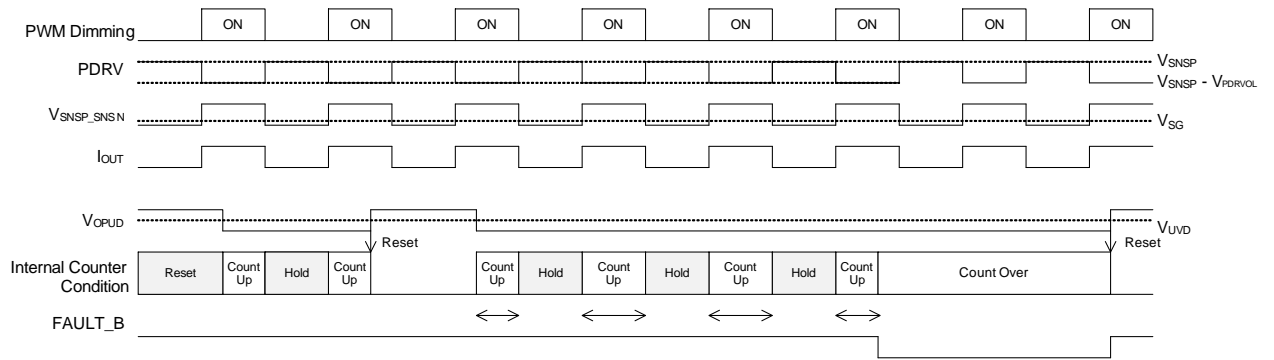 PWM Dimming
ON ON ON ON ON ON ON ON
PDRV
VSNSP
VSNSP - VPDRVOL
VSNSP_SNSN
VSG
IOUT
VOPUD
VUVD
Reset
Reset
Internal Counter
Condition
Reset
Count
Up
Hold
Count
Up
Count
Up
Hold
Count
Up
Hold
Count
Up
Hold
Count
Up
Count Over
FAULT_B